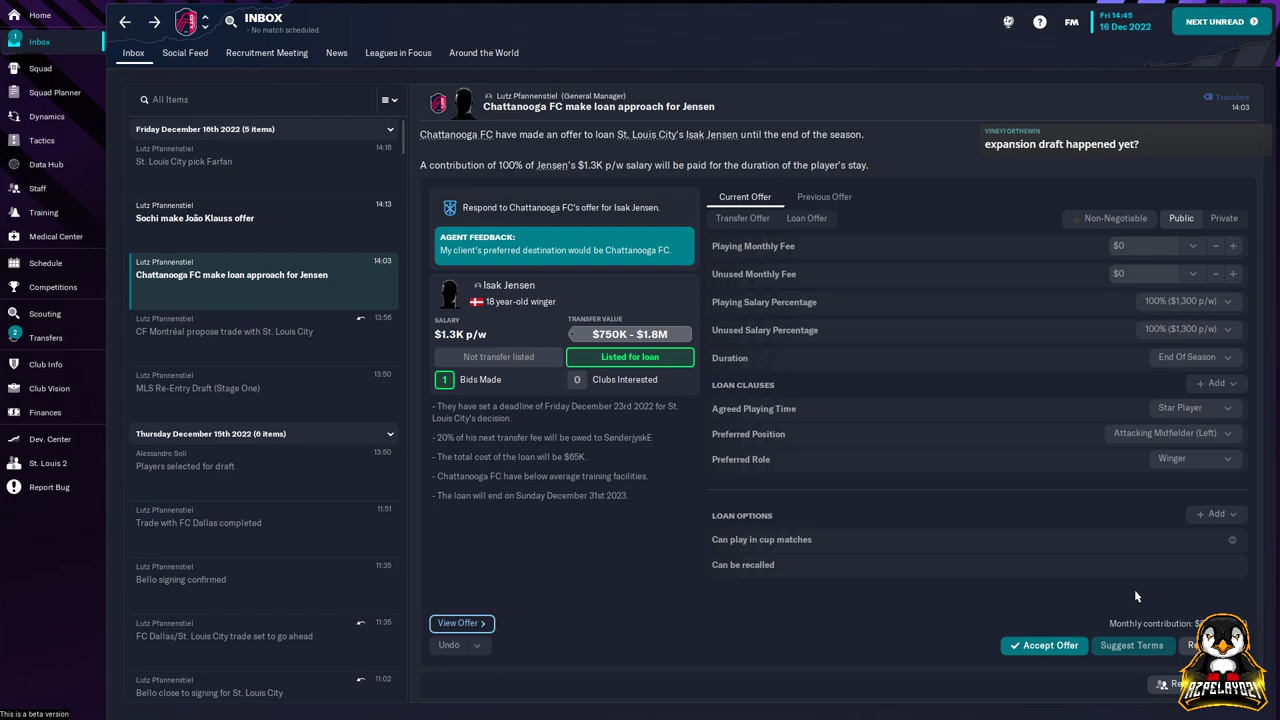 Home
1
Inbox
Squad
Squad Planner
Dynamics
Tactics
Data Hub
Staff
Training
Medical Center
Schedule
Competitions
Scouting
2
Transfers
Club Info
Club Vision
Finances
Dev. Center
St. Louis 2
Report Bug
This is a beta version
INBOX
- No match scheduled.
FM
Fri 14:45
16 Dec 2022
NEXT UNREAD
Inbox
Social Feed
Recruitment Meeting
News
Leagues in Focus
Around the World
All Items
Friday December 16th 2022 (5 items)
Lutz Pfannenstiel 14:16
St. Louis City pick Farfan
Lutz Pfannenstiel 14:13
Sochi make João Klauss offer
Lutz Pfannenstiel 14:03
Chattanooga FC make loan approach for Jensen
Lutz Pfannenstiel 13:56
CF Montréal propose trade with St. Louis City
Lutz Pfannenstiel 13:50
MLS Re-Entry Draft (Stage One)
Thursday December 15th 2022 (6 items)
Alessandro Soli 13:50
Players selected for draft
Lutz Pfannenstiel 11:51
Trade with FC Dallas completed
Lutz Pfannenstiel 11:35
Bello signing confirmed
Lutz Pfannenstiel 11:35
FC Dallas/St. Louis City trade set to go ahead
Lutz Pfannenstiel 11:02
Bello close to signing for St. Louis City
Lutz Pfannenstiel (General Manager)
Chattanooga FC make loan approach for Jensen
Transfers
14:03
Chattanooga FC have made an offer to loan St. Louis City's Isak Jensen until the end of the season.
A contribution of 100% of Jensen's $1.3K p/w salary will be paid for the duration of the player's stay.
VINEYFORTHEWIN
expansion draft happened yet?
Respond to Chattanooga FC's offer for Isak Jensen.
AGENT FEEDBACK:
My client's preferred destination would be Chattanooga FC.
Isak Jensen
18 year-old winger
SALARY
$1.3K p/w
TRANSFER VALUE
$750K - $1.8M
Not transfer listed
Listed for loan
1 Bids Made
0 Clubs Interested
- They have set a deadline of Friday December 23rd 2022 for St.
Louis City's decision.
- 20% of his next transfer fee will be owed to SønderjyskE
- The total cost of the loan will be $65K.
- Chattanooga FC have below average training facilities.
- The loan will end on Sunday December 31st 2023.
View Offer
Undo
Current Offer
Previous Offer
Transfer Offer
Loan Offer
Non-Negotiable
Public
Private
Playing Monthly Fee $0 - +
Unused Monthly Fee $0 - +
Playing Salary Percentage 100% ($1,300 p/w)
Unused Salary Percentage 100% ($1,300 p/w)
Duration End Of Season
LOAN CLAUSES + Add
Agreed Playing Time Star Player
Preferred Position Attacking Midfielder (Left)
Preferred Role Winger
LOAN OPTIONS + Add
Can play in cup matches
Can be recalled
Monthly contribution:
Accept Offer
Suggest Terms
AZPELAYO21